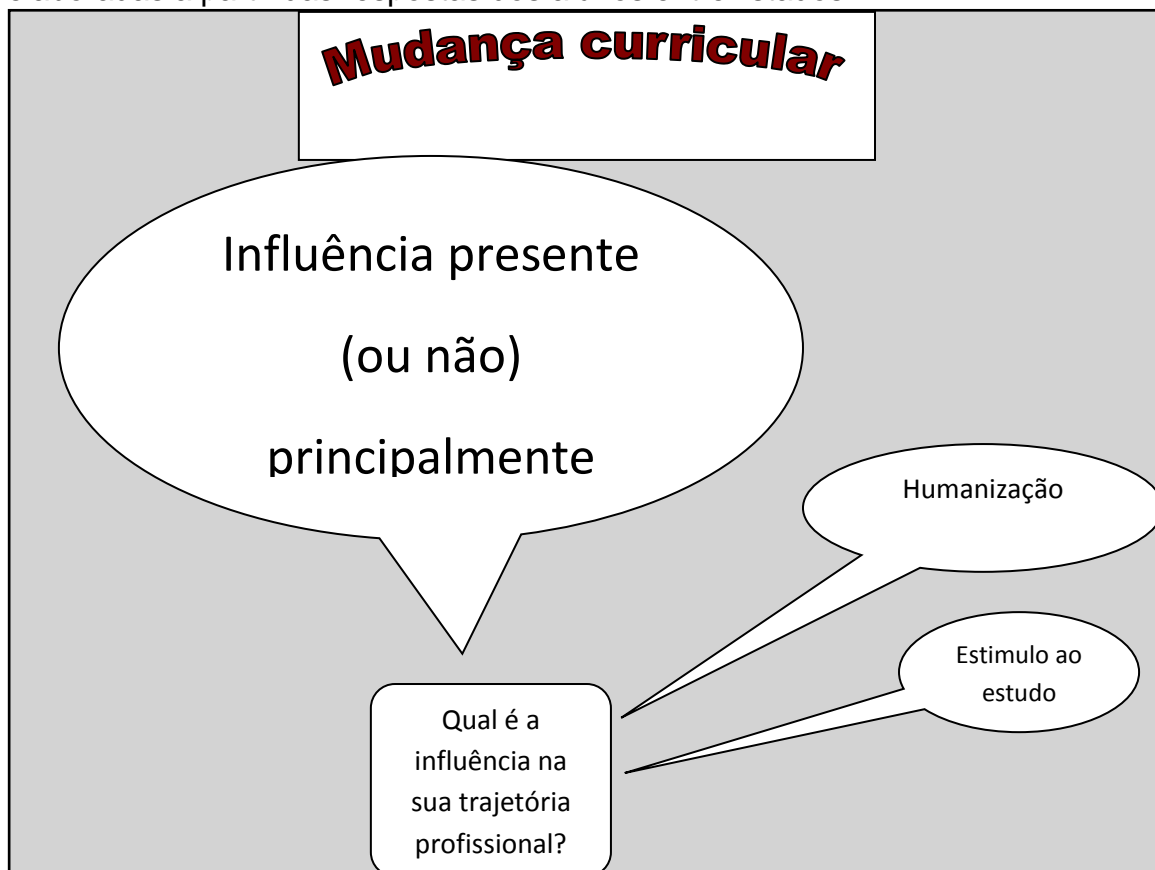 Mudança curricular
Influência presente
(ou não)
principalmente
Humanização
Estimulo ao
estudo
Qual é a
influência na
sua trajetória
profissional?